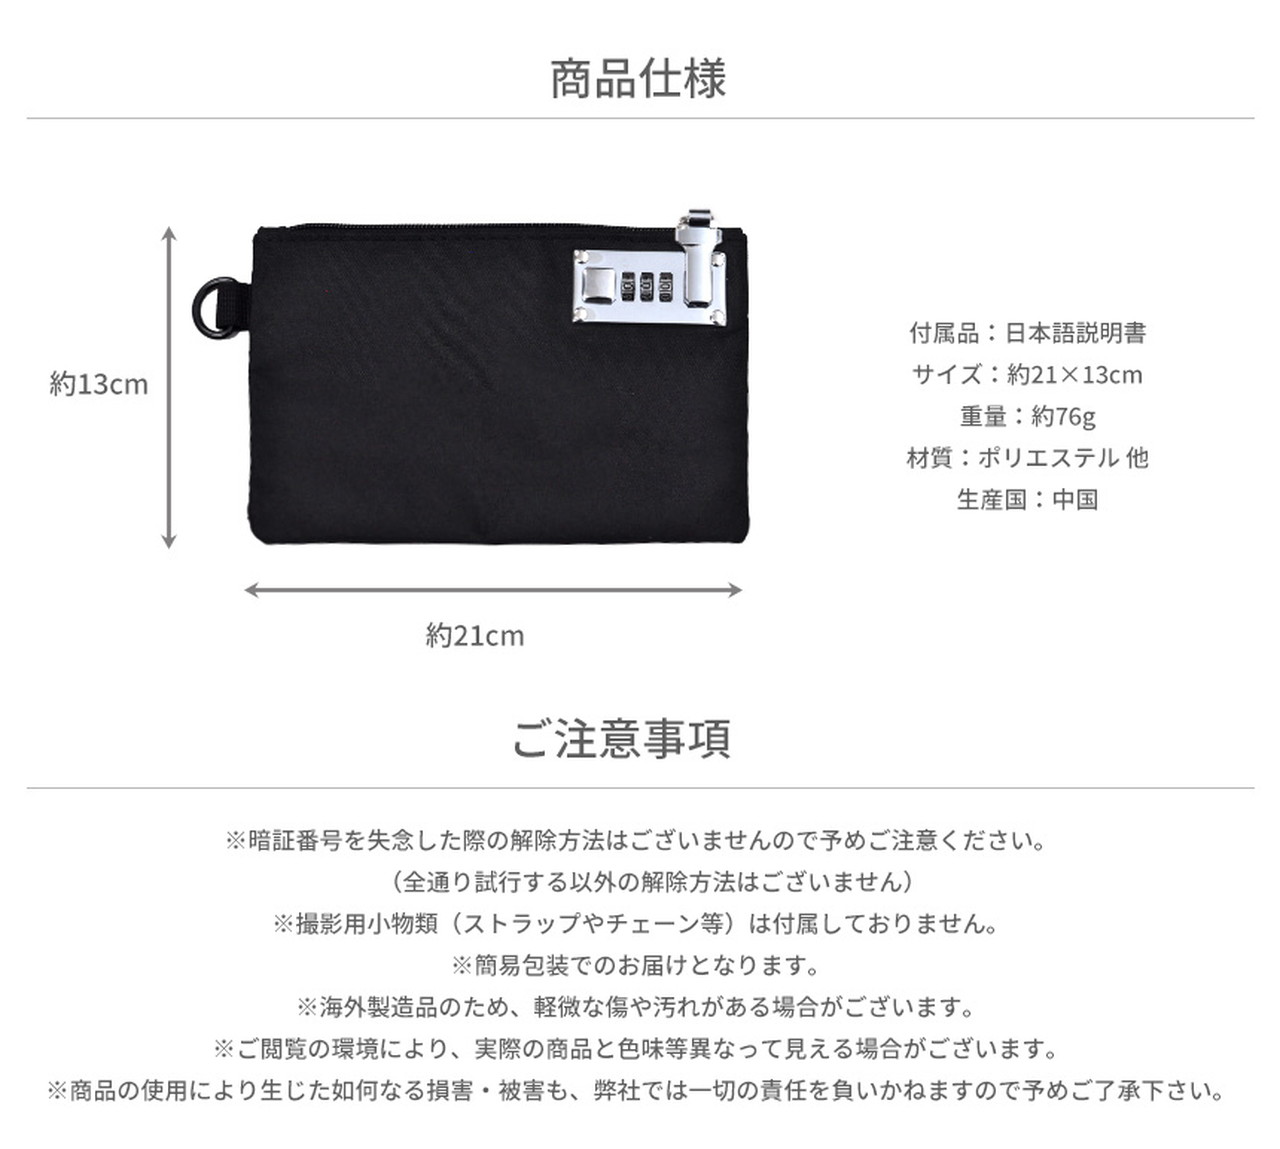 商品仕様
約13cm
付属品：日本語説明書
サイズ：約21×13cm
重量：約76g
材質：ポリエステル 他
生産国：中国
約21cm
ご注意事項
※暗証番号を失念した際の解除方法はございませんので予めご注意ください。
（全通り試行する以外の解除方法はございません）
※撮影用小物類（ストラップやチェーン等）は付属しておりません。
※簡易包装でのお届けとなります。
※海外製造品のため、軽微な傷や汚れがある場合がございます。
※ご閲覧の環境により、実際の商品と色味等異なって見える場合がございます。
※商品の使用により生じた如何なる損害・被害も、弊社では一切の責任を負いかねますので予めご了承下さい。